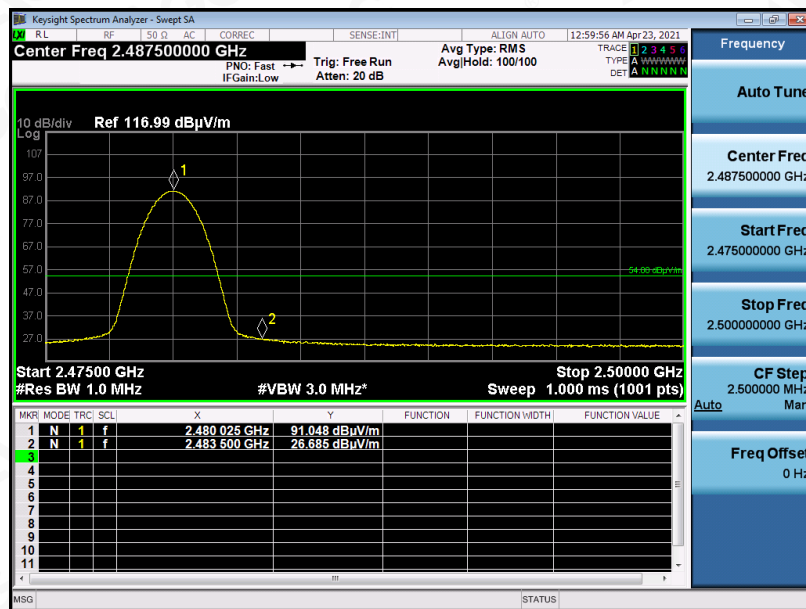 Keysight Spectrum Analyzer - Swept SA
LXI RL RF 50 Ω AC CORREC SENSE:INT ALIGN AUTO 12:59:56 AM Apr 23, 2021
Center Freq 2.487500000 GHz
PNO: Fast
IFGain:Low
Trig: Free Run
Atten: 20 dB
Avg Type: RMS
Avg|Hold: 100/100
TRACE 1 2 3 4 5 6
TYPE A WWWWW
DET A N N N N N
10 dB/div Ref 116.99 dBµV/m
Log
107
97.0
87.0
77.0
67.0
57.0
47.0
37.0
27.0
1
2
54.00 dBµV/m
Start 2.47500 GHz Stop 2.50000 GHz
#Res BW 1.0 MHz #VBW 3.0 MHz* Sweep 1.000 ms (1001 pts)
MKR MODE TRC SCL X Y FUNCTION FUNCTION WIDTH FUNCTION VALUE
1 N 1 f 2.480 025 GHz 91.048 dBµV/m
2 N 1 f 2.483 500 GHz 26.685 dBµV/m
3
4
5
6
7
8
9
10
11
MSG STATUS
Frequency
Auto Tune
Center Freq
2.487500000 GHz
Start Freq
2.475000000 GHz
Stop Freq
2.500000000 GHz
CF Step
2.500000 MHz
Auto Man
Freq Offset
0 Hz